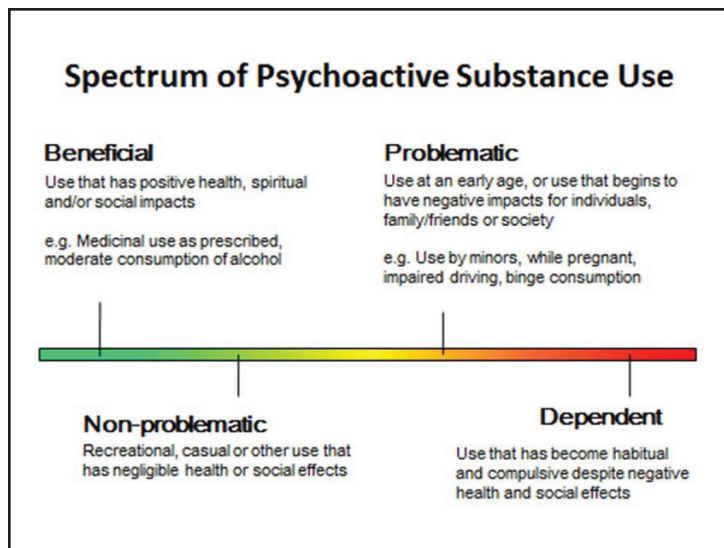 Spectrum of Psychoactive Substance Use
Beneficial
Use that has positive health, spiritual
and/or social impacts
e.g. Medicinal use as prescribed,
moderate consumption of alcohol
Problematic
Use at an early age, or use that begins to
have negative impacts for individuals,
family/friends or society
e.g. Use by minors, while pregnant,
impaired driving, binge consumption
Non-problematic
Recreational, casual or other use that
has negligible health or social effects
Dependent
Use that has become habitual
and compulsive despite negative
health and social effects